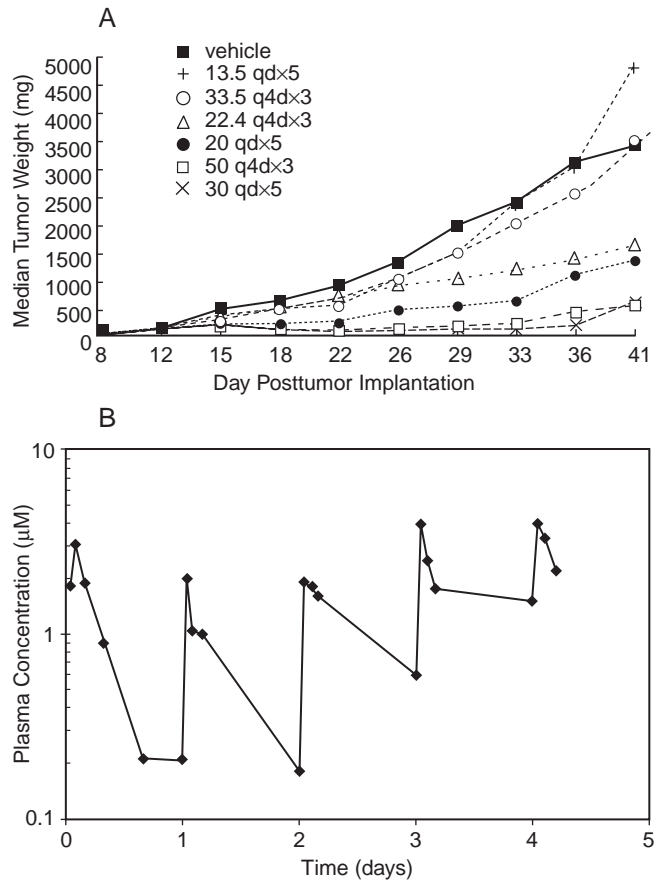 A
vehicle
13.5 qd×5
33.5 q4d×3
22.4 q4d×3
20 qd×5
50 q4d×3
30 qd×5
Median Tumor Weight (mg)
5000
4500
4000
3500
3000
2500
2000
1500
1000
500
0
8 12 15 18 22 26 29 33 36 41
Day Posttumor Implantation
B
Plasma Concentration (μM)
10
1
0.1
0 1 2 3 4 5
Time (days)